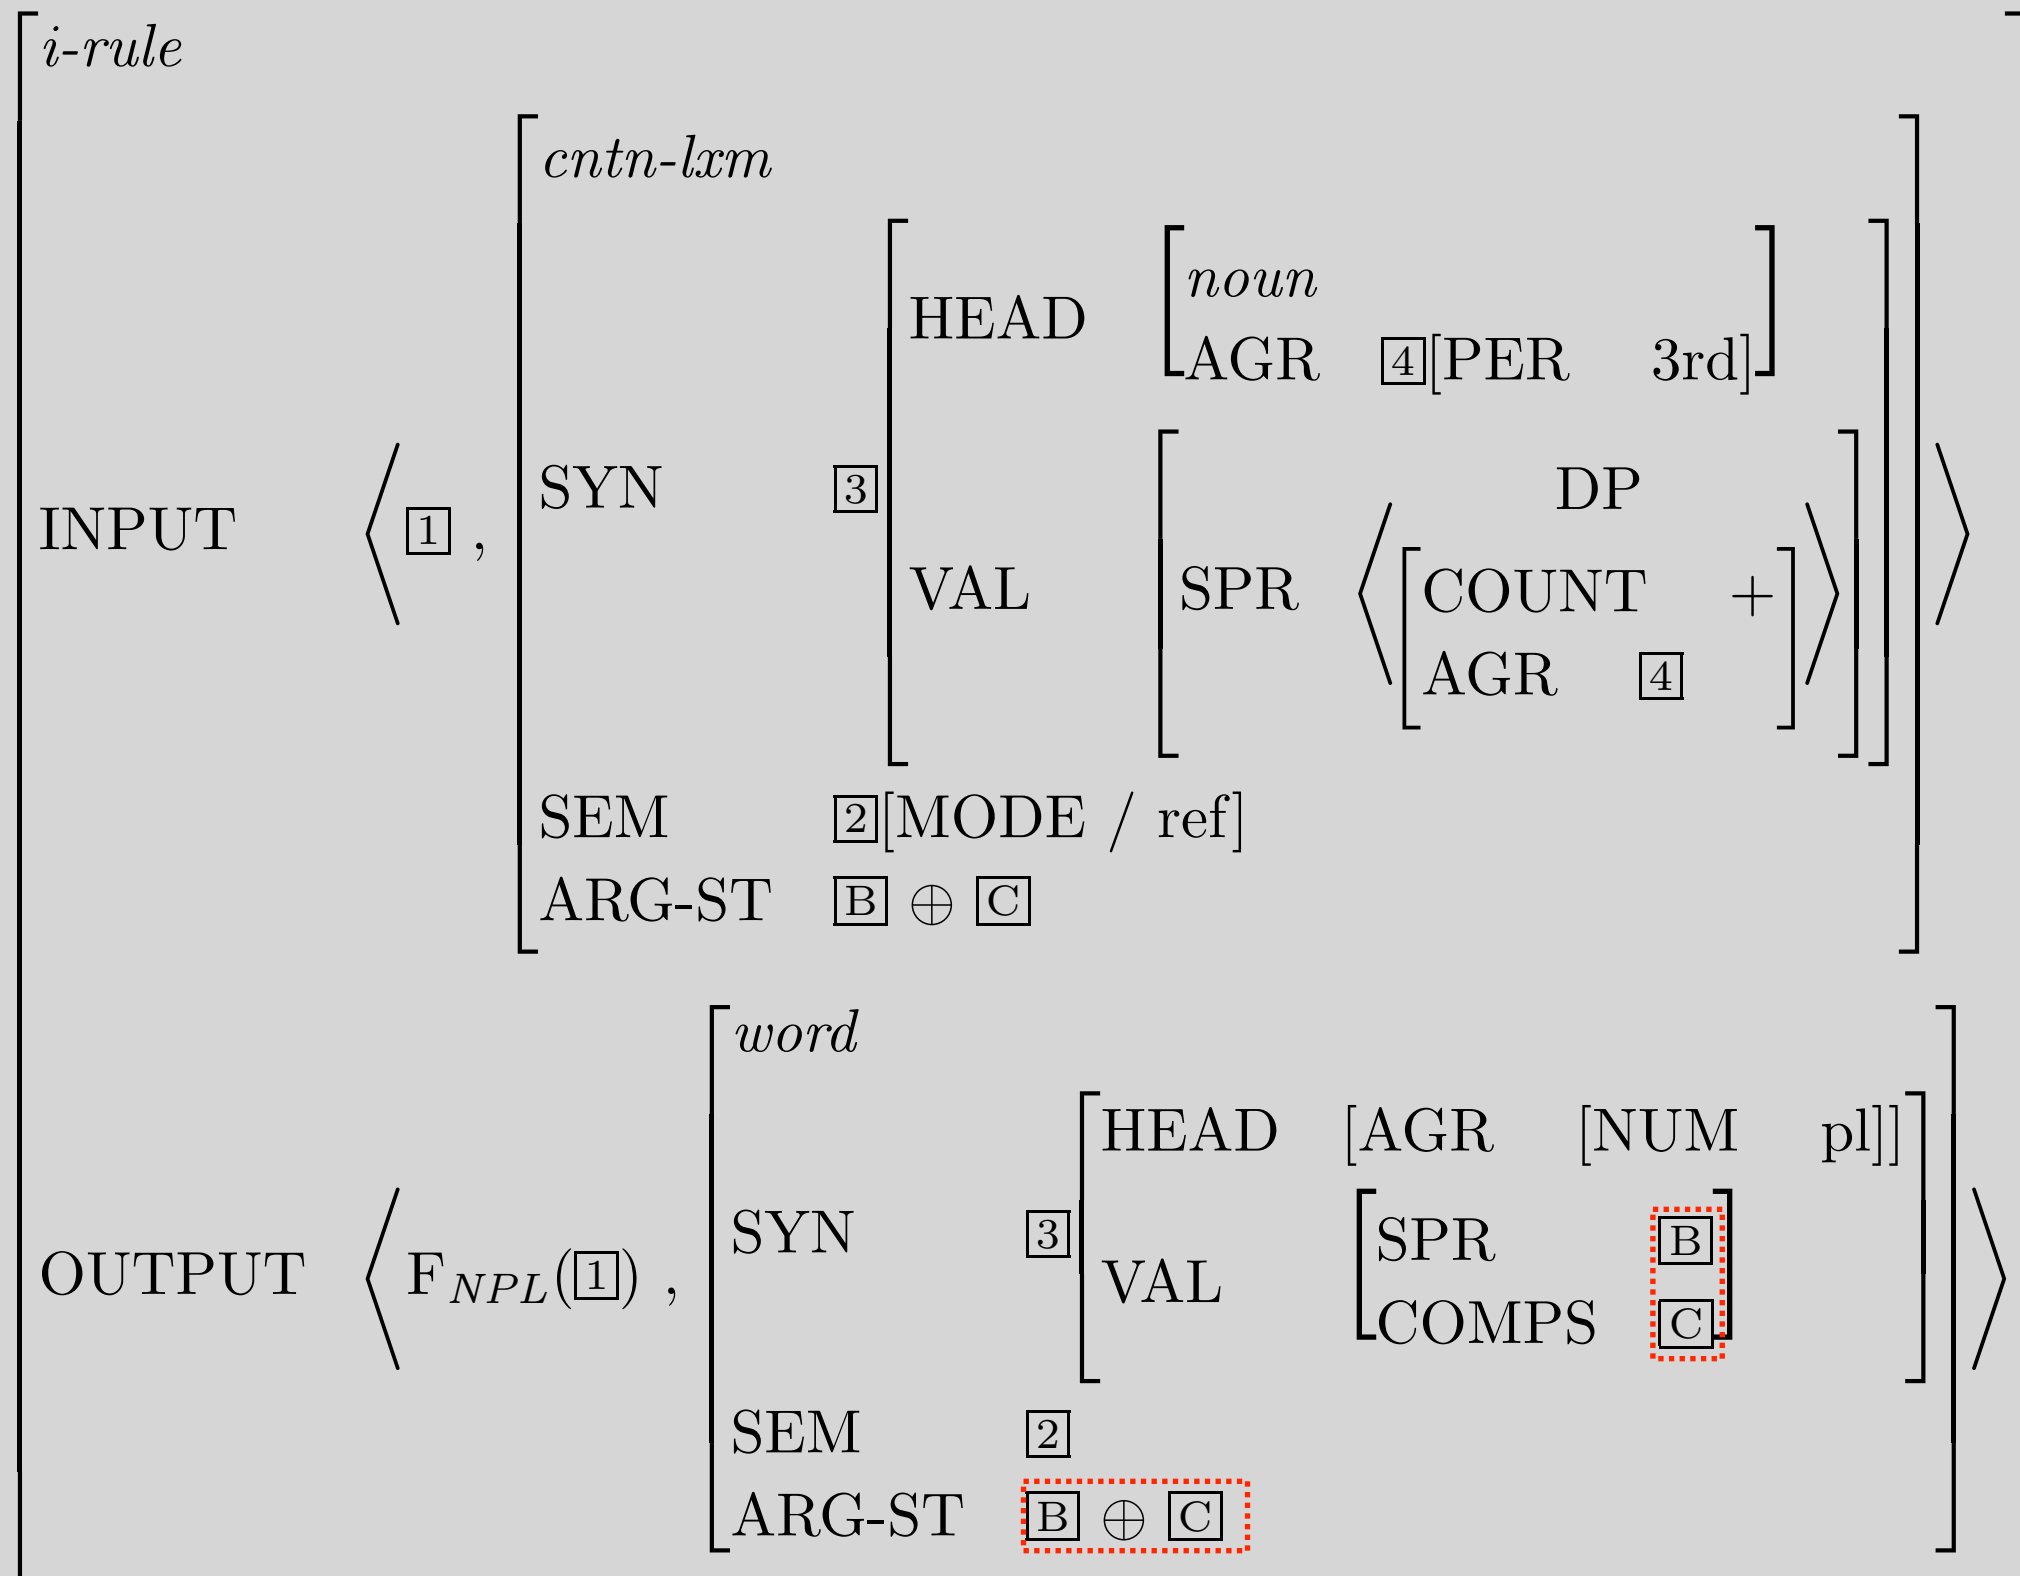 i-rule
cntn-lxm
noun
HEAD
AGR 4[PER 3rd]
DP
SYN 3
INPUT ⟨ 1 ,
VAL
SPR ⟨ COUNT + ⟩
AGR 4
SEM 2[MODE / ref]
ARG-ST B ⊕ C
word
HEAD [AGR [NUM pl]]
SYN 3
SPR B
OUTPUT ⟨ F_NPL(1) ,
VAL
COMPS C
SEM 2
ARG-ST B ⊕ C